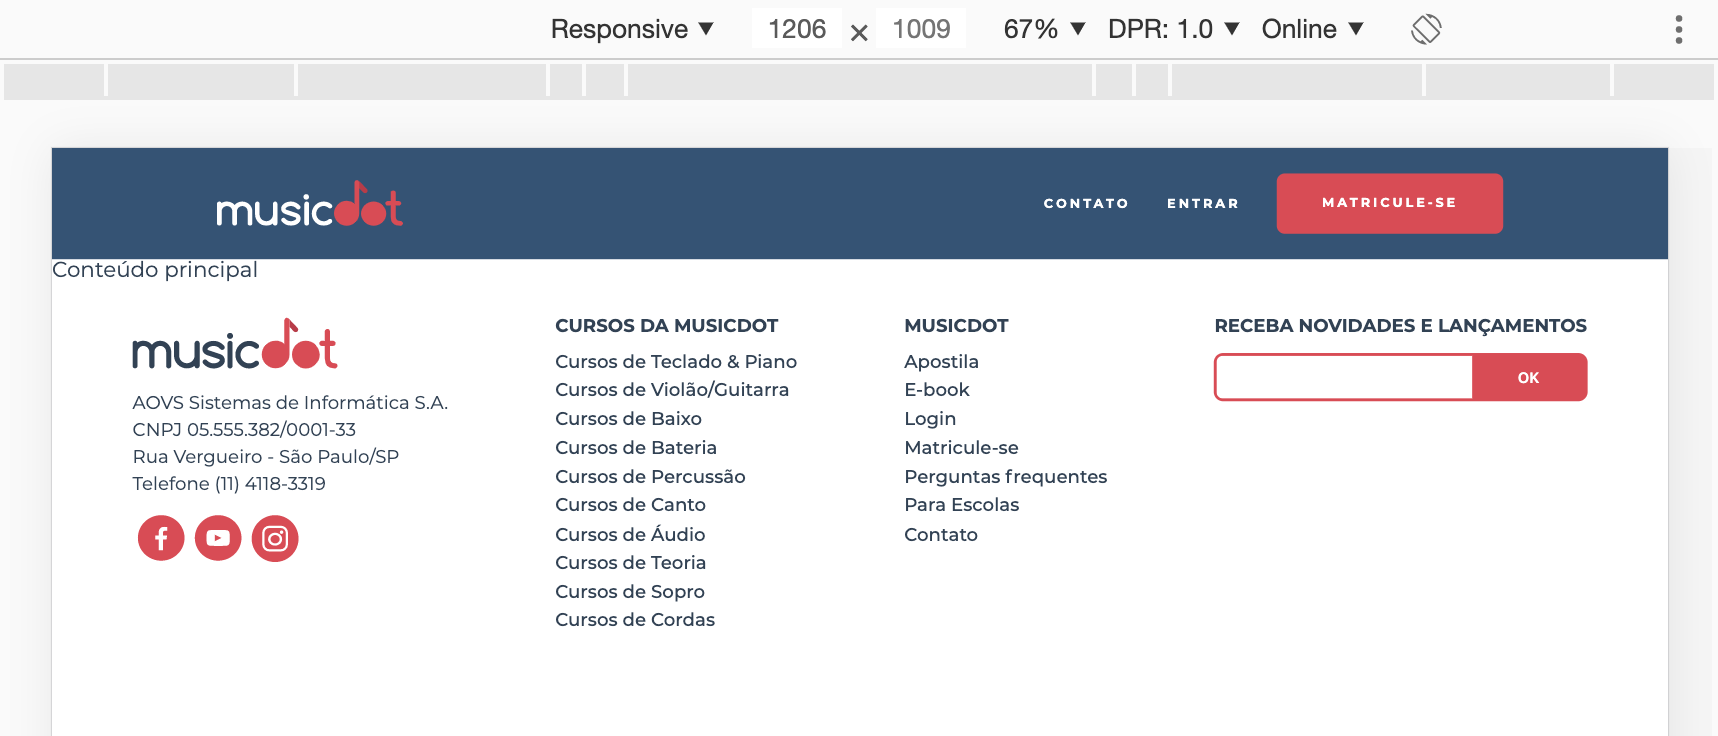 Responsive ▼ 1206 × 1009 67% ▼ DPR: 1.0 ▼ Online ▼
musicdot CONTATO ENTRAR MATRICULE-SE
Conteúdo principal
musicdot
AOVS Sistemas de Informática S.A.
CNPJ 05.555.382/0001-33
Rua Vergueiro - São Paulo/SP
Telefone (11) 4118-3319
CURSOS DA MUSICDOT
Cursos de Teclado & Piano
Cursos de Violão/Guitarra
Cursos de Baixo
Cursos de Bateria
Cursos de Percussão
Cursos de Canto
Cursos de Áudio
Cursos de Teoria
Cursos de Sopro
Cursos de Cordas
MUSICDOT
Apostila
E-book
Login
Matricule-se
Perguntas frequentes
Para Escolas
Contato
RECEBA NOVIDADES E LANÇAMENTOS
OK